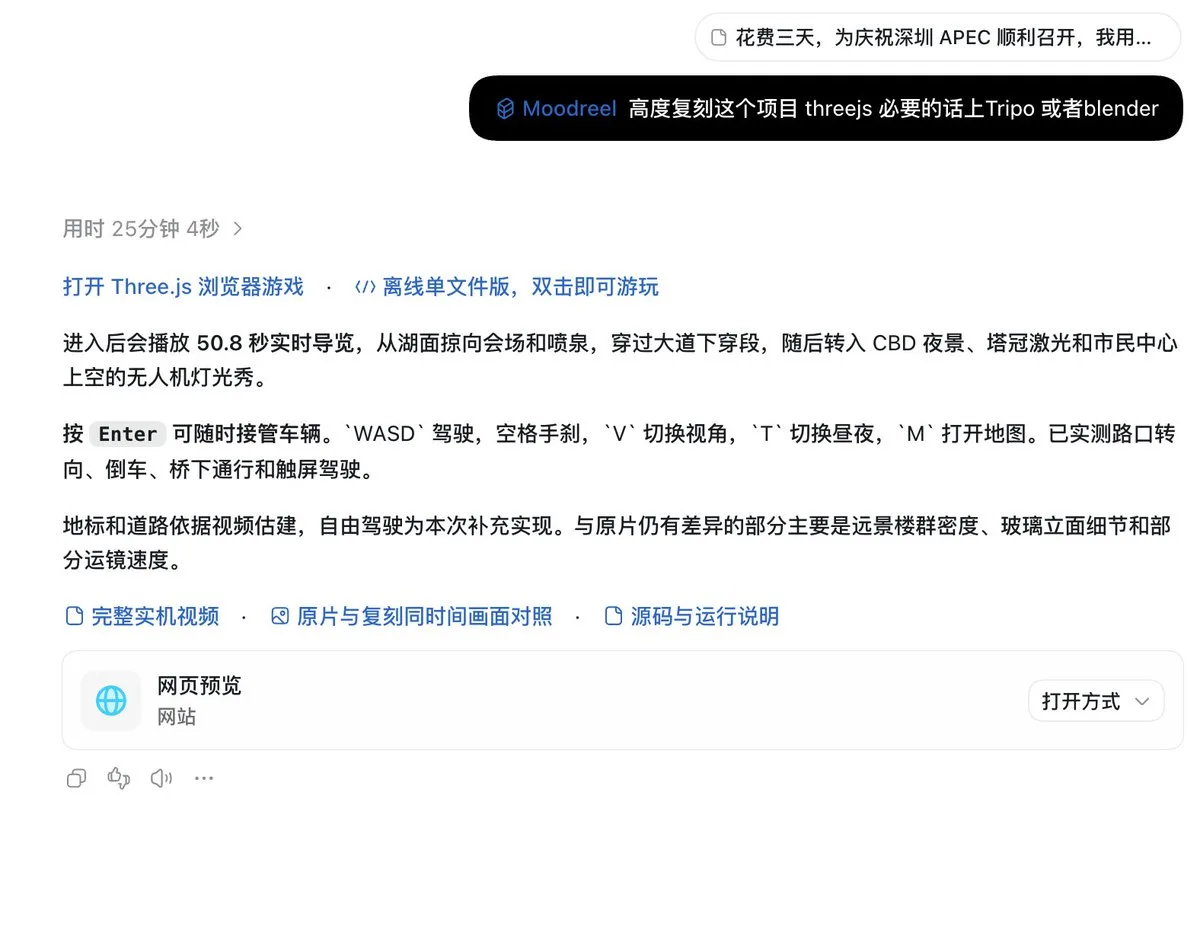 花费三天，为庆祝深圳 APEC 顺利召开，我用...
Moodreel 高度复刻这个项目 threejs 必要的话上Tripo 或者blender
用时 25分钟 4秒
打开 Three.js 浏览器游戏 · 离线单文件版，双击即可游玩
进入后会播放 50.8 秒实时导览，从湖面掠向会场和喷泉，穿过大道下穿段，随后转入 CBD 夜景、塔冠激光和市民中心
上空的无人机灯光秀。
按 Enter 可随时接管车辆。`WASD` 驾驶，空格手刹，`V` 切换视角，`T` 切换昼夜，`M` 打开地图。已实测路口转
向、倒车、桥下通行和触屏驾驶。
地标和道路依据视频估建，自由驾驶为本次补充实现。与原片仍有差异的部分主要是远景楼群密度、玻璃立面细节和部
分运镜速度。
完整实机视频 · 原片与复刻同时间画面对照 · 源码与运行说明
网页预览
网站
打开方式